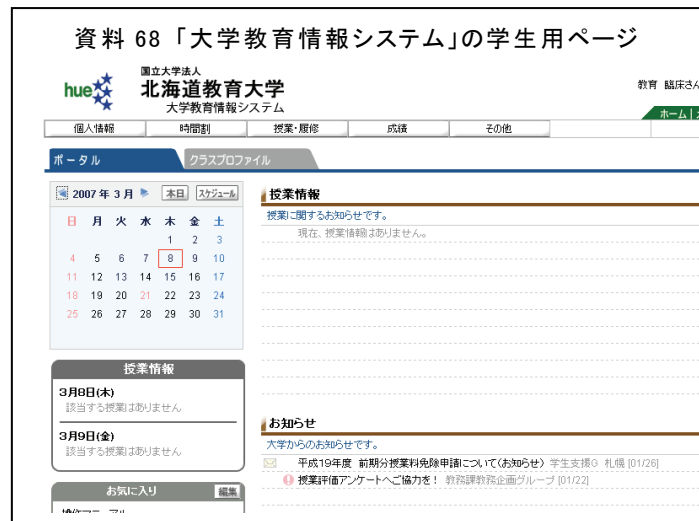 資料 68 「大学教育情報システム」の学生用ページ
hue
国立大学法人
北海道教育大学
大学教育情報システム
教育 臨床さん
ホーム |
個人情報 時間割 授業・履修 成績 その他
ポータル クラスプロファイル
2007 年 3 月 本日 スケジュール
日 月 火 水 木 金 土
1 2 3
4 5 6 7 8 9 10
11 12 13 14 15 16 17
18 19 20 21 22 23 24
25 26 27 28 29 30 31
授業情報
3月8日(木)
該当する授業はありません
3月9日(金)
該当する授業はありません
お気に入り 編集
操作マニュアル
授業情報
授業に関するお知らせです。
現在、授業情報はありません。
お知らせ
大学からのお知らせです。
平成19年度 前期分授業料免除申請について(お知らせ) 学生支援G 札幌 [01/26]
授業評価アンケートへご協力を！ 教務課教務企画グループ [01/22]